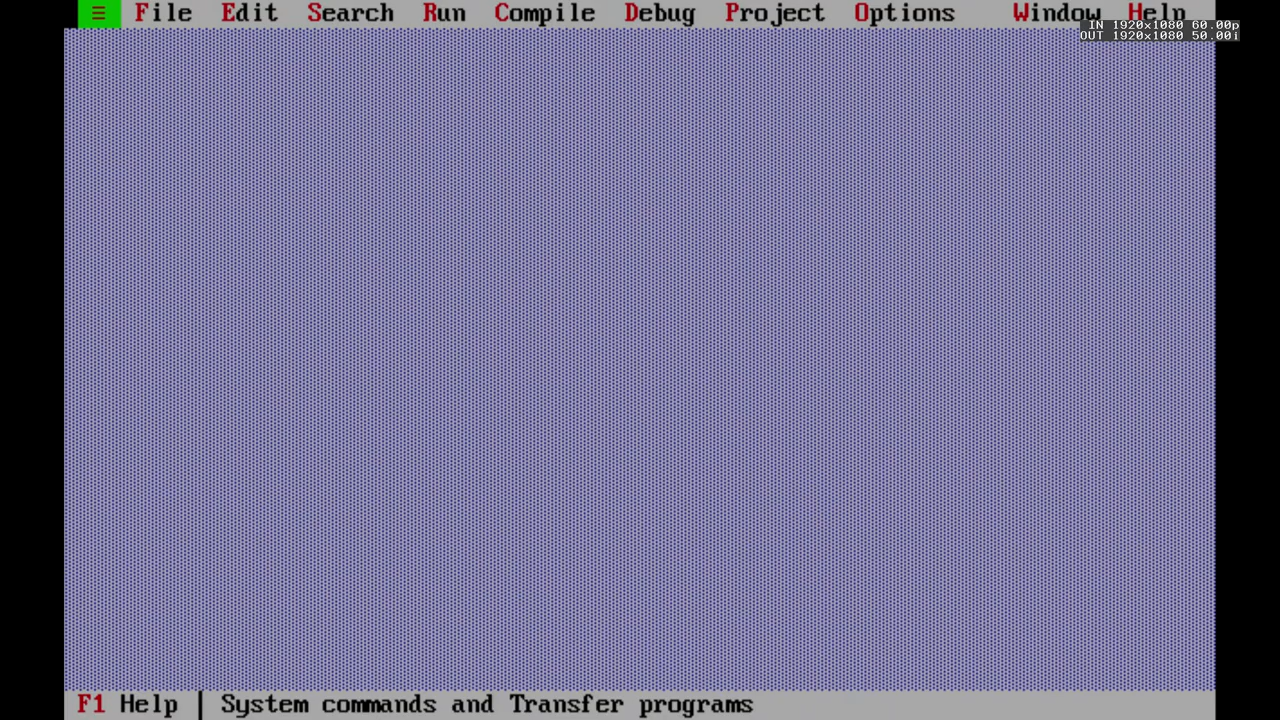 ≡ File Edit Search Run Compile Debug Project Options Window Help
IN 1920x1080 60.00p
OUT 1920x1080 50.00i
F1 Help | System commands and Transfer programs